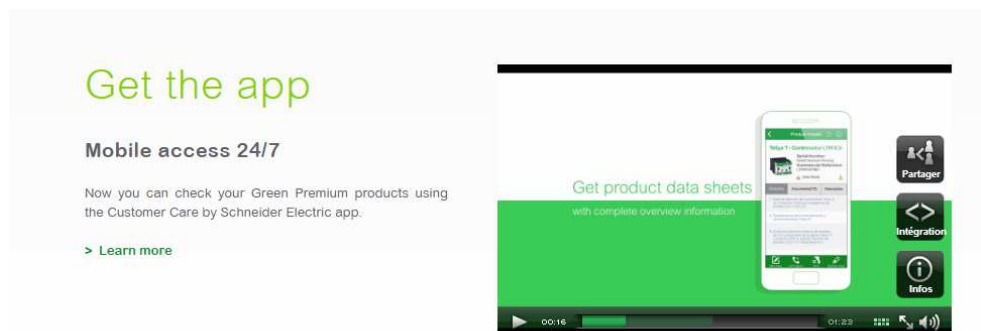 Get the app
Mobile access 24/7
Now you can check your Green Premium products using
the Customer Care by Schneider Electric app.
> Learn more
Get product data sheets
with complete overview information
Partager
Intégration
Infos
00:16
01:23